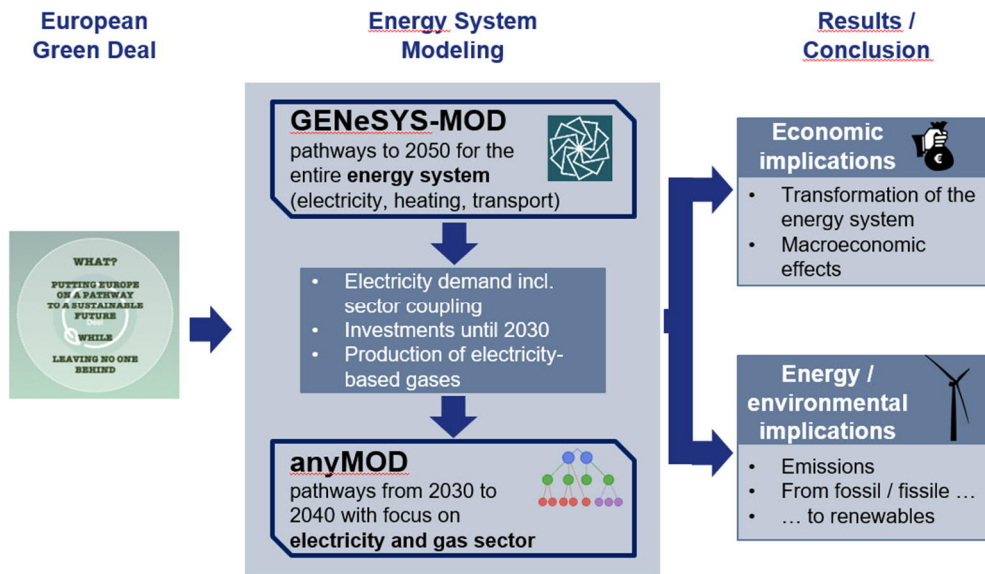 European
Green Deal
WHAT?
PUTTING EUROPE
ON A PATHWAY
TO A SUSTAINABLE
FUTURE
WHILE
LEAVING NO ONE
BEHIND
Energy System
Modeling
GENeSYS-MOD
pathways to 2050 for the
entire energy system
(electricity, heating, transport)
• Electricity demand incl.
sector coupling
• Investments until 2030
• Production of electricity-
based gases
anyMOD
pathways from 2030 to
2040 with focus on
electricity and gas sector
Results /
Conclusion
Economic
implications
€
• Transformation of the
energy system
• Macroeconomic
effects
Energy /
environmental
implications
• Emissions
• From fossil / fissile …
• … to renewables